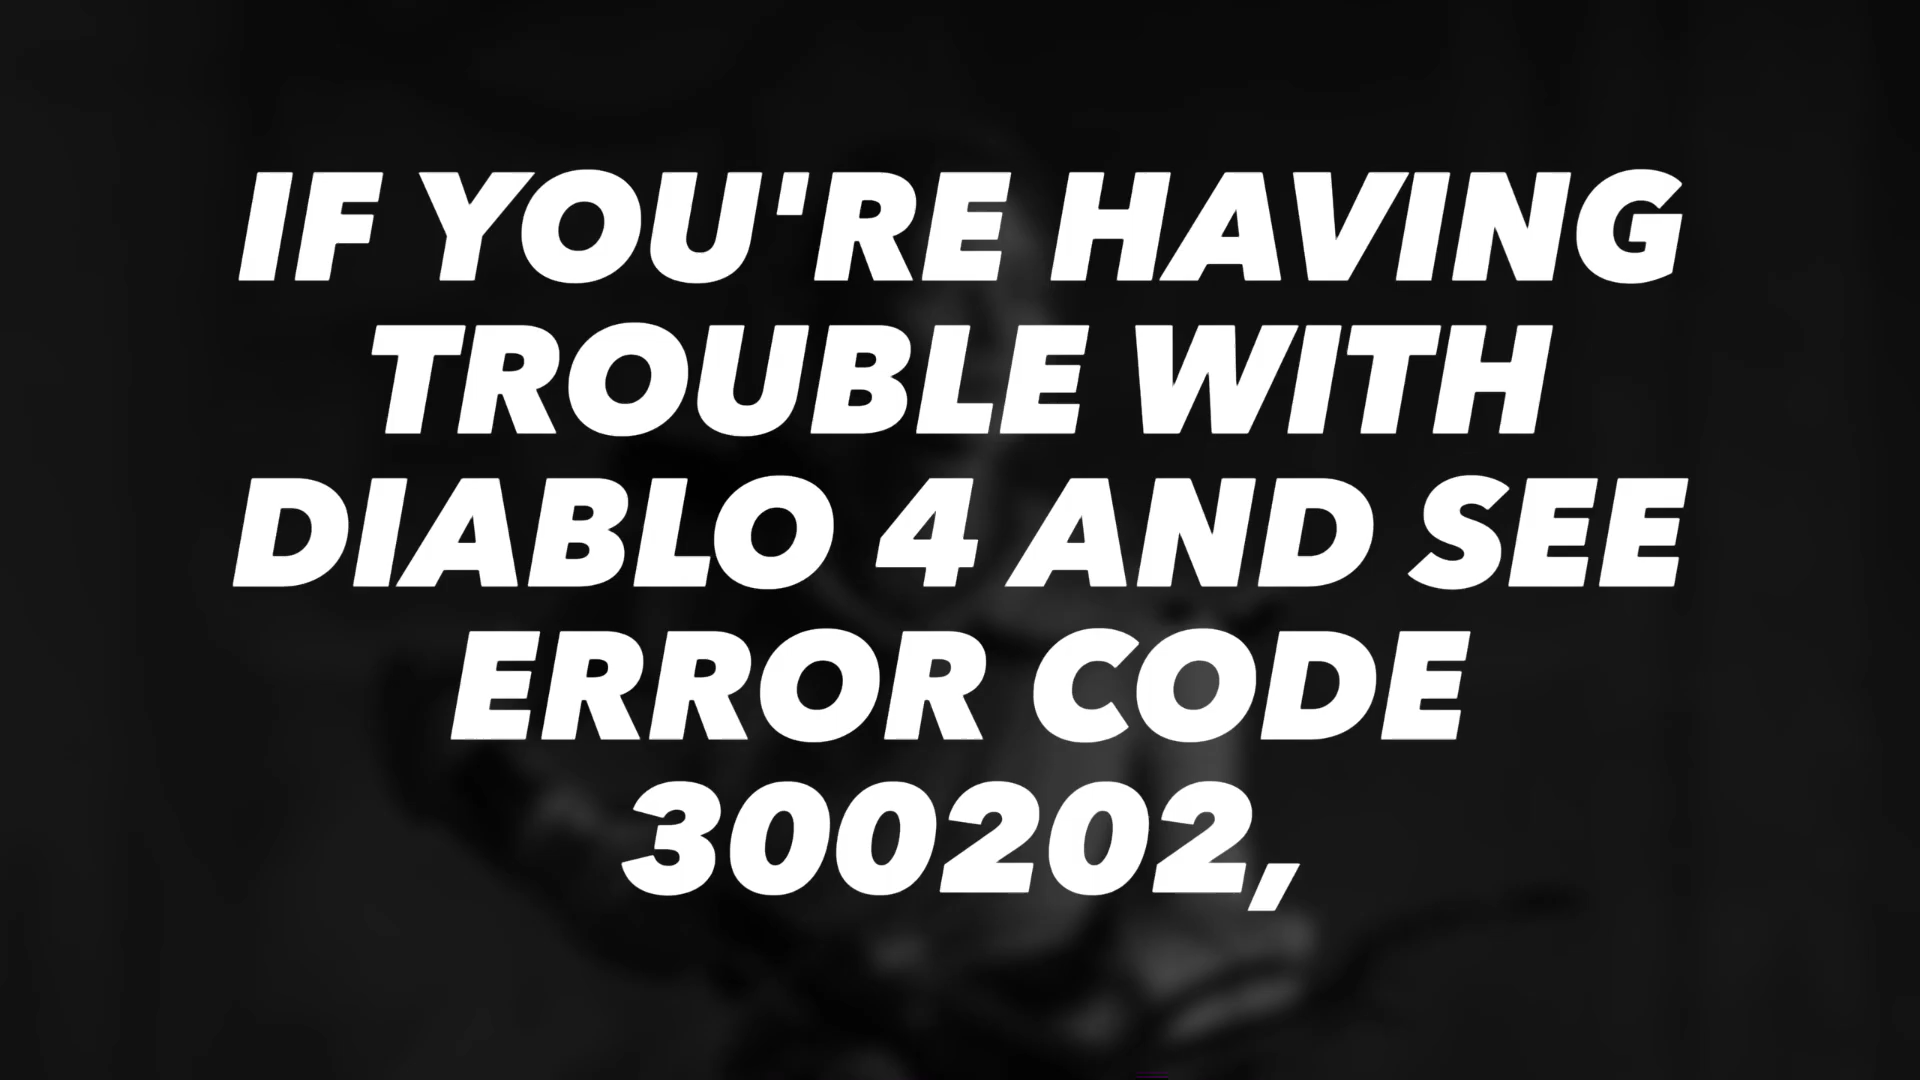 IF YOU'RE HAVING
TROUBLE WITH
DIABLO 4 AND SEE
ERROR CODE
300202,